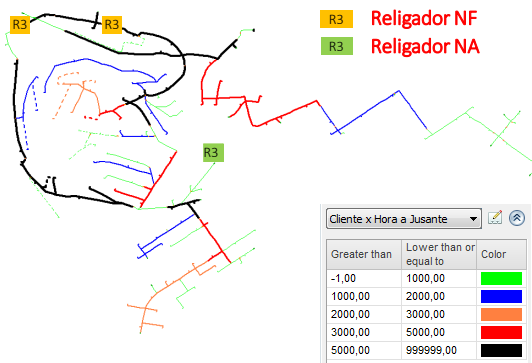 R3
R3
R3
Religador NF
R3
Religador NA
R3
Cliente x Hora a Jusante
Greater than
Lower than or equal to
Color
-1,00
1000,00
1000,00
2000,00
2000,00
3000,00
3000,00
5000,00
5000,00
999999,00